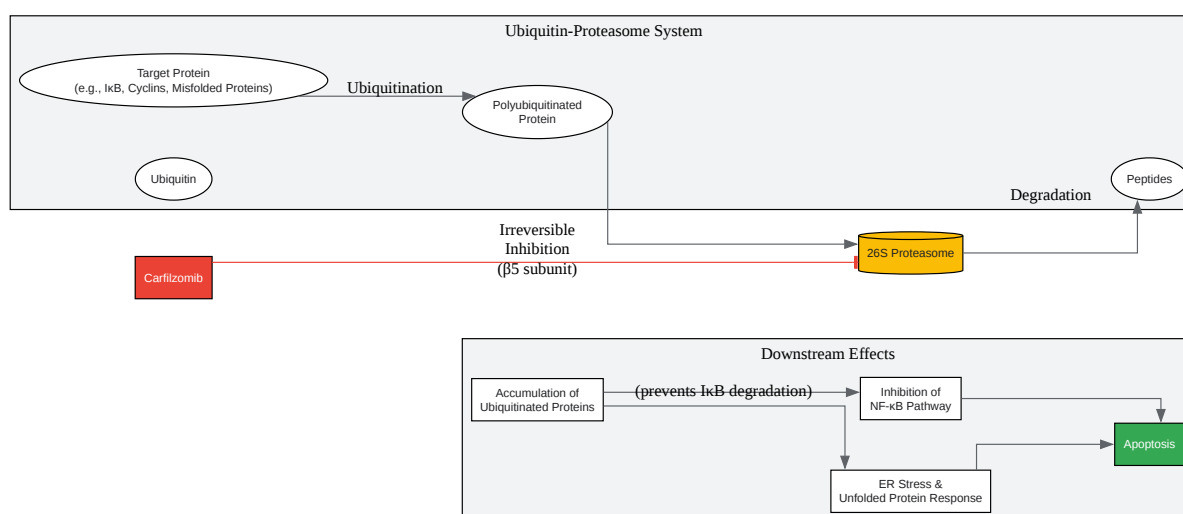 Ubiquitin-Proteasome System
Target Protein
(e.g., IκB, Cyclins, Misfolded Proteins)
Ubiquitination
Polyubiquitinated
Protein
Ubiquitin
Peptides
Degradation
Irreversible
Inhibition
(β5 subunit)
26S Proteasome
Carfilzomib
Downstream Effects
Accumulation of
Ubiquitinated Proteins
(prevents IκB degradation)
Inhibition of
NF-κB Pathway
Apoptosis
ER Stress &
Unfolded Protein Response